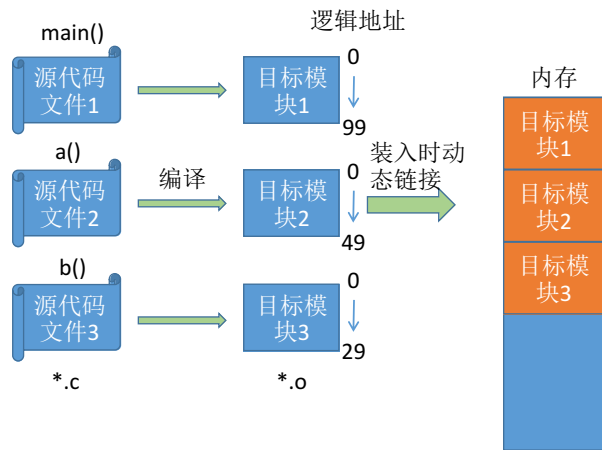 main()
源代码
文件1
a()
源代码
文件2
b()
源代码
文件3
*.c
编译
逻辑地址
目标模
块1
0
99
目标模
块2
0
49
目标模
块3
0
29
*.o
装入时动
态链接
内存
目标模
块1
目标模
块2
目标模
块3